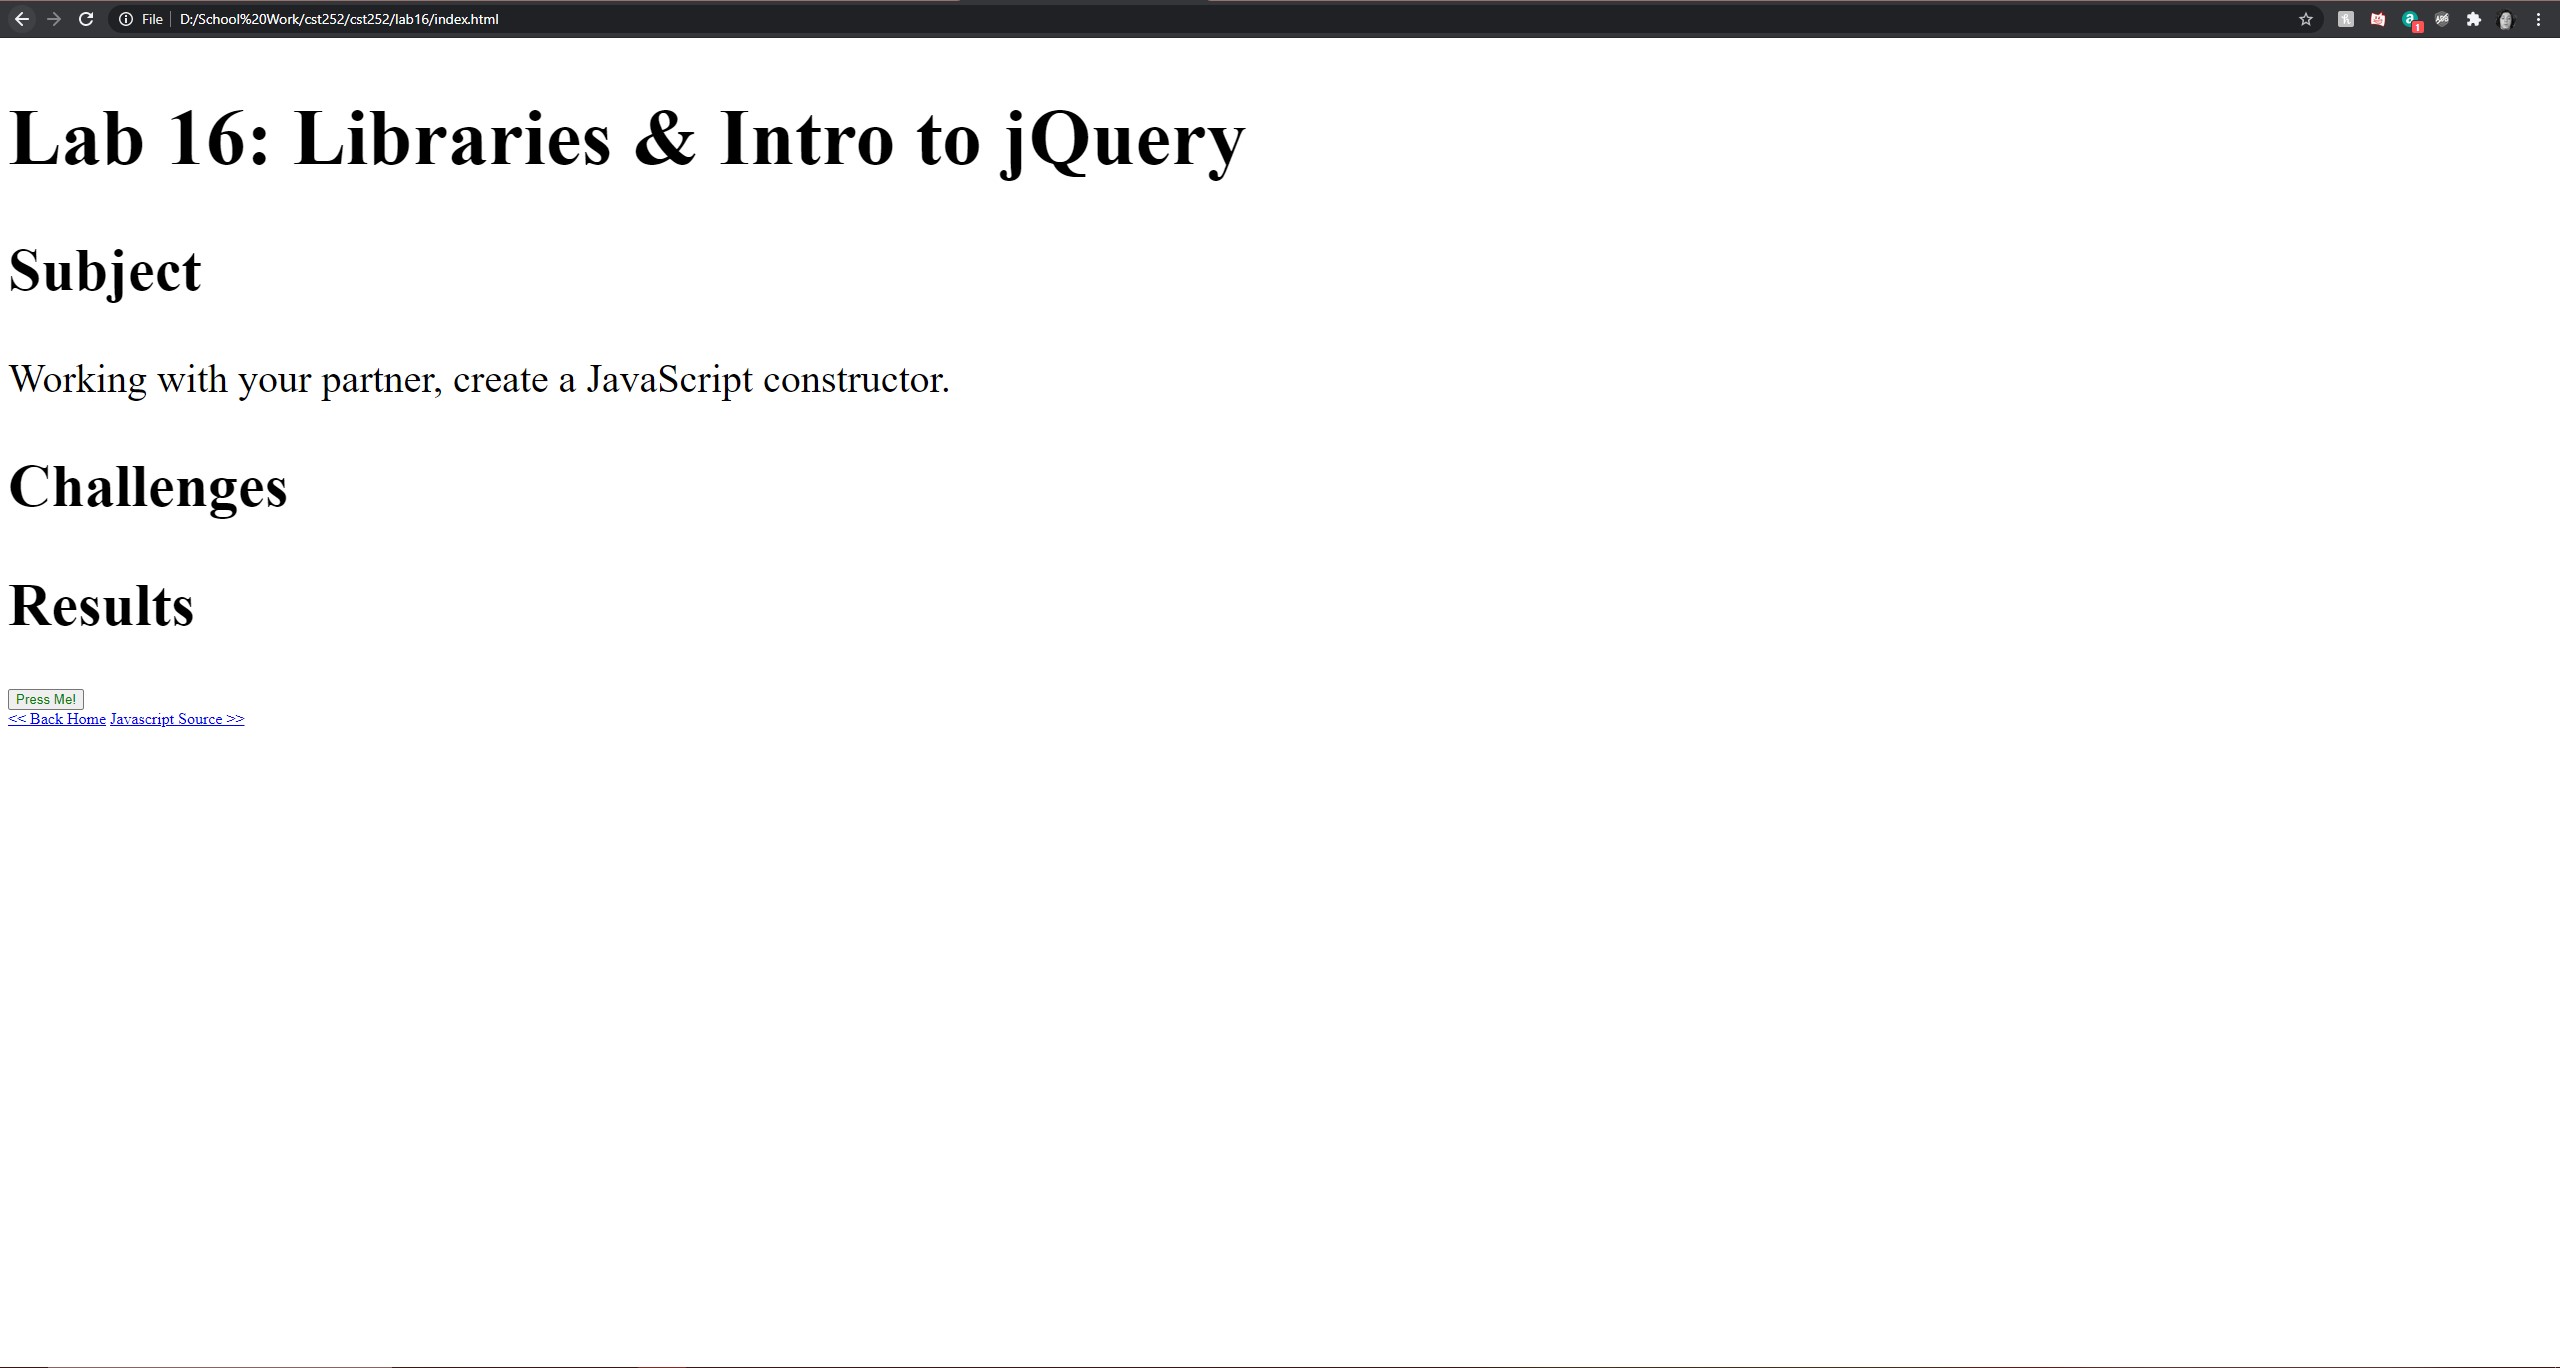 File D:/School%20Work/cst252/cst252/lab16/index.html
1
Lab 16: Libraries & Intro to jQuery
Subject
Working with your partner, create a JavaScript constructor.
Challenges
Results
Press Me!
<< Back Home Javascript Source >>